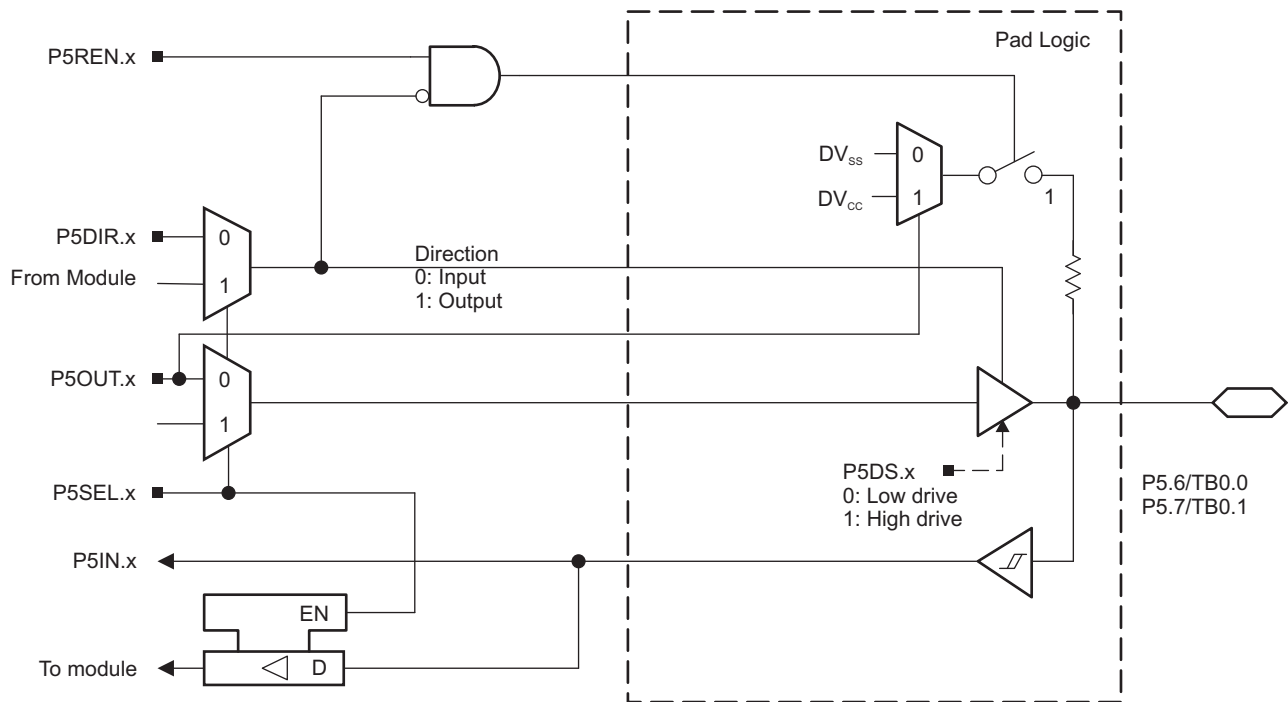 Pad Logic
P5REN.x
DVSS
0
DVCC
1
1
P5DIR.x
0
From Module
1
Direction
0: Input
1: Output
P5OUT.x
0
1
P5DS.x
0: Low drive
1: High drive
P5.6/TB0.0
P5.7/TB0.1
P5SEL.x
P5IN.x
EN
To module
D